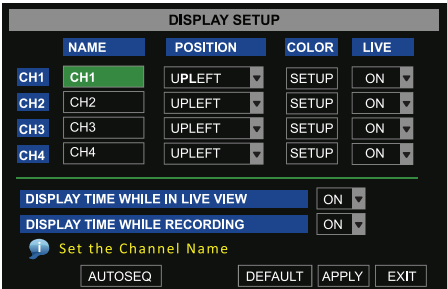 DISPLAY SETUP
NAME POSITION COLOR LIVE
CH1 CH1 UPLEFT SETUP ON
CH2 CH2 UPLEFT SETUP ON
CH3 CH3 UPLEFT SETUP ON
CH4 CH4 UPLEFT SETUP ON
DISPLAY TIME WHILE IN LIVE VIEW ON
DISPLAY TIME WHILE RECORDING ON
Set the Channel Name
AUTOSEQ DEFAULT APPLY EXIT